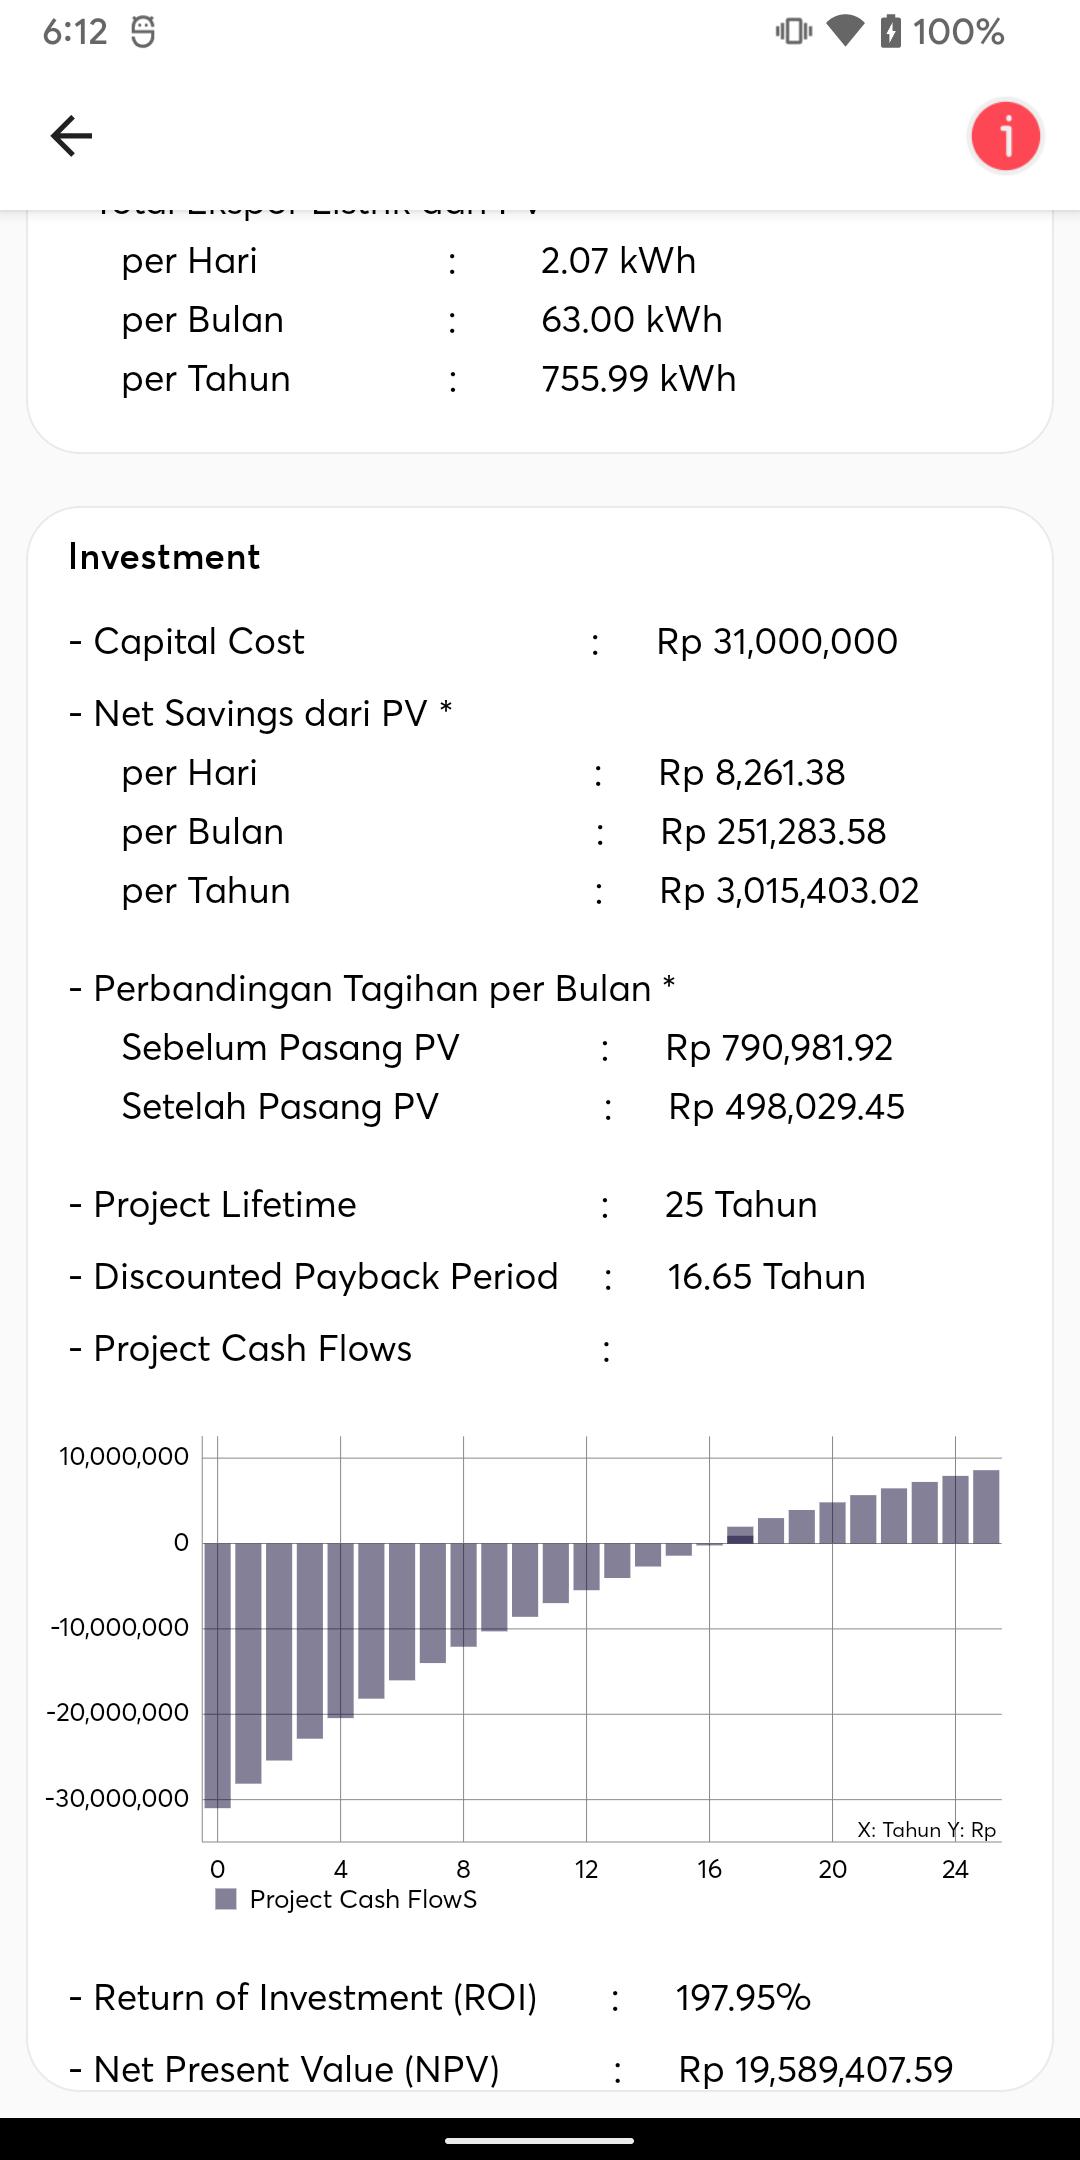 6:12 100%
per Hari : 2.07 kWh
per Bulan : 63.00 kWh
per Tahun : 755.99 kWh
Investment
- Capital Cost : Rp 31,000,000
- Net Savings dari PV *
per Hari : Rp 8,261.38
per Bulan : Rp 251,283.58
per Tahun : Rp 3,015,403.02
- Perbandingan Tagihan per Bulan *
Sebelum Pasang PV : Rp 790,981.92
Setelah Pasang PV : Rp 498,029.45
- Project Lifetime : 25 Tahun
- Discounted Payback Period : 16.65 Tahun
- Project Cash Flows :
10,000,000
0
-10,000,000
-20,000,000
-30,000,000
X: Tahun Y: Rp
0 4 8 12 16 20 24
Project Cash FlowS
- Return of Investment (ROI) : 197.95%
- Net Present Value (NPV) : Rp 19,589,407.59